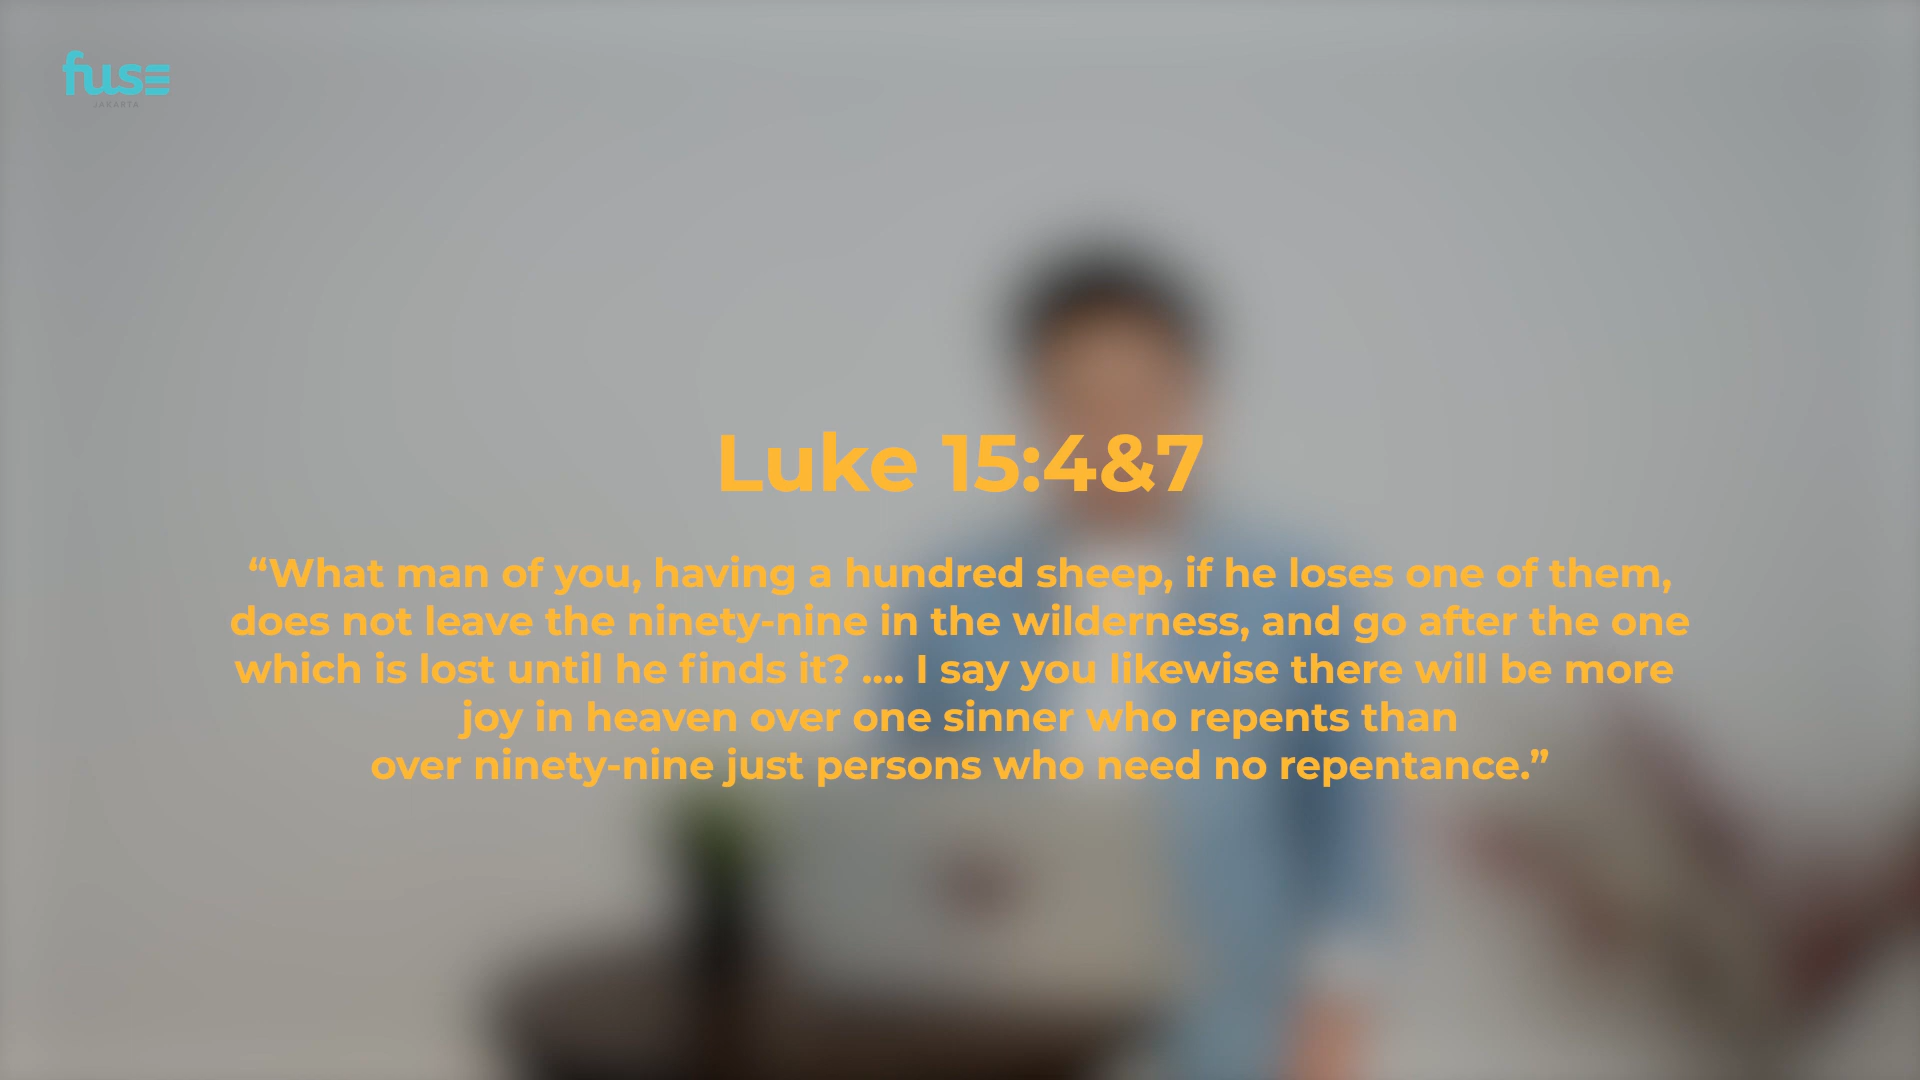 fuse
JAKARTA
Luke 15:4&7
“What man of you, having a hundred sheep, if he loses one of them,
does not leave the ninety-nine in the wilderness, and go after the one
which is lost until he finds it? .... I say you likewise there will be more
joy in heaven over one sinner who repents than
over ninety-nine just persons who need no repentance.”